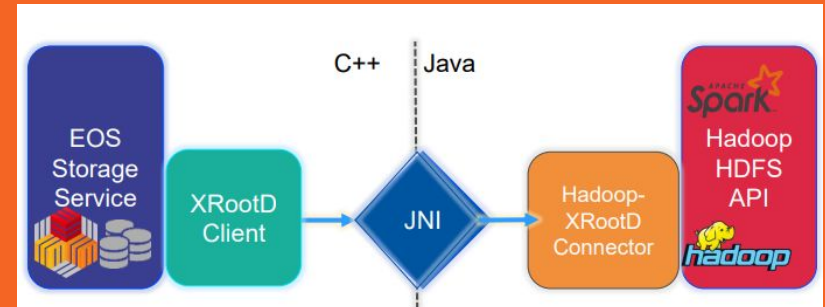 C++
Java
EOS
Storage
Service
XRootD
Client
JNI
Hadoop-
XRootD
Connector
APACHE
Spark
Hadoop
HDFS
API
hadoop